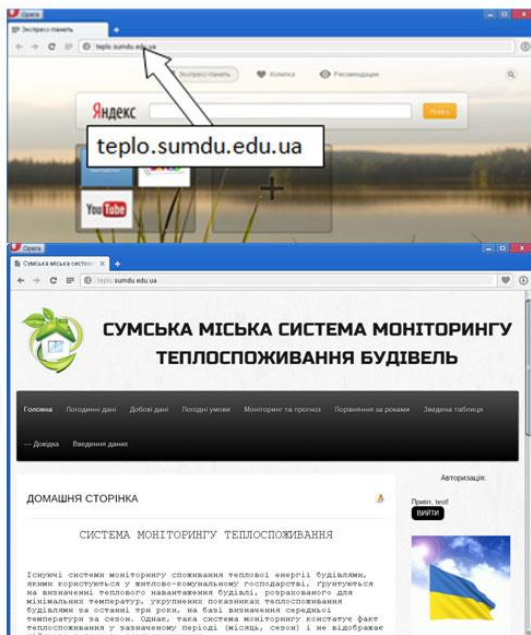 Opera
Экспресс-панель
teplo.sumdu.edu.ua
Экспресс-панель
Копилка
Рекомендации
Яндекс
teplo.sumdu.edu.ua
You Tube
Opera
Сумська міська систем
teplo.sumdu.edu.ua
СУМСЬКА МІСЬКА СИСТЕМА МОНІТОРИНГУ
ТЕПЛОСПОЖИВАННЯ БУДІВЕЛЬ
Головна Погодинні дані Добові дані Погодні умови Моніторинг та прогноз Порівняння за роками Зведена таблиця
--- Довідка Введення даних
Авторизація:
ДОМАШНЯ СТОРІНКА
Привіт, test!
ВИЙТИ
СИСТЕМА МОНІТОРИНГУ ТЕПЛОСПОЖИВАННЯ
Існуючі системи моніторингу споживання теплової енергії будівлями,
якими користуються у житлово-комунальному господарстві, ґрунтуються
на визначенні теплового навантаження будівлі, розрахованого для
мінімальних температур, укрупнених показниках теплоспоживання
будівлями за останні три роки, на базі визначення середньої
температури за сезон. Однак, така система моніторингу констатує факт
теплоспоживання у зазначеному періоді (місяць, сезон) і не відображає